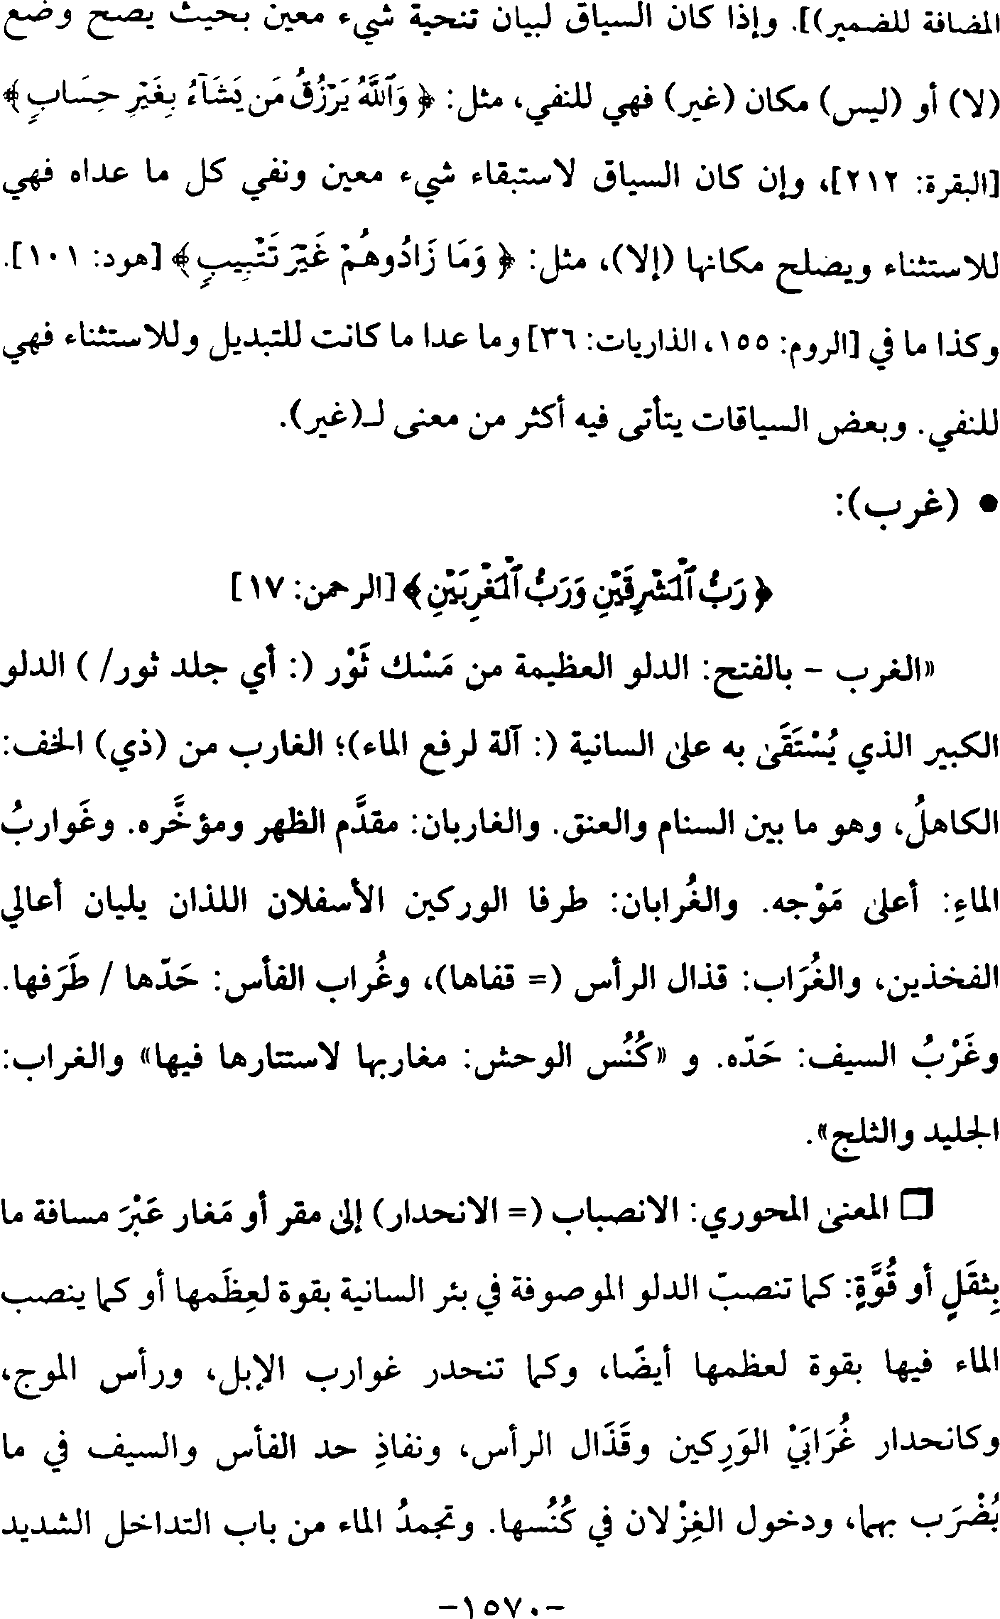 المضافة للضمير)]. وإذا كان السياق لبيان تنحية شيء معين بحيث يصح وضع
(لا) أو (ليس) مكان (غير) فهي للنفي، مثل: ﴿ وَٱللَّهُ يَرْزُقُ مَن يَشَآءُ بِغَيْرِ حِسَابٍ ﴾
[البقرة: ٢١٢]، وإن كان السياق لاستبقاء شيء معين ونفي كل ما عداه فهي
للاستثناء ويصلح مكانها (إلا)، مثل: ﴿ وَمَا زَادُوهُمْ غَيْرَ تَتْبِيبٍ ﴾ [هود: ١٠١].
وكذا ما في [الروم: ١٥٥، الذاريات: ٣٦] وما عدا ما كانت للتبديل وللاستثناء فهي
للنفي. وبعض السياقات يتأتى فيه أكثر من معنى لـ(غير).
• (غرب):
﴿ رَبُّ ٱلْمَشْرِقَيْنِ وَرَبُّ ٱلْمَغْرِبَيْنِ ﴾ [الرحمن: ١٧]
«الغرب - بالفتح: الدلو العظيمة من مَسْك ثَوْر (: أي جلد ثور/ ) الدلو
الكبير الذي يُسْتَقَىٰ به علىٰ السانية (: آلة لرفع الماء)؛ الغارب من (ذي) الخف:
الكاهلُ، وهو ما بين السنام والعنق. والغاربان: مقدَّم الظهر ومؤخَّره. وغَواربُ
الماءِ: أعلىٰ مَوْجه. والغُرابان: طرفا الوركين الأسفلان اللذان يليان أعالي
الفخذين، والغُرَاب: قذال الرأس (= قفاها)، وغُراب الفأس: حَدّها / طَرَفها.
وغَرْبُ السيف: حَدّه. و «كُنُس الوحش: مغاربها لاستتارها فيها» والغراب:
الجليد والثلج».
❒ المعنىٰ المحوري: الانصباب (= الانحدار) إلىٰ مقر أو مَغار عَبْرَ مسافة ما
بِثقَلٍ أو قُوَّةٍ: كما تنصبّ الدلو الموصوفة في بئر السانية بقوة لعِظَمها أو كما ينصب
الماء فيها بقوة لعظمها أيضًا، وكما تنحدر غوارب الإبل، ورأس الموج،
وكانحدار غُرَابَيْ الوَرِكين وقَذَال الرأس، ونفاذِ حد الفأس والسيف في ما
يُضْرَب بهما، ودخول الغِزْلان في كُنُسها. وتجمدُ الماء من باب التداخل الشديد
-١٥٧٠-